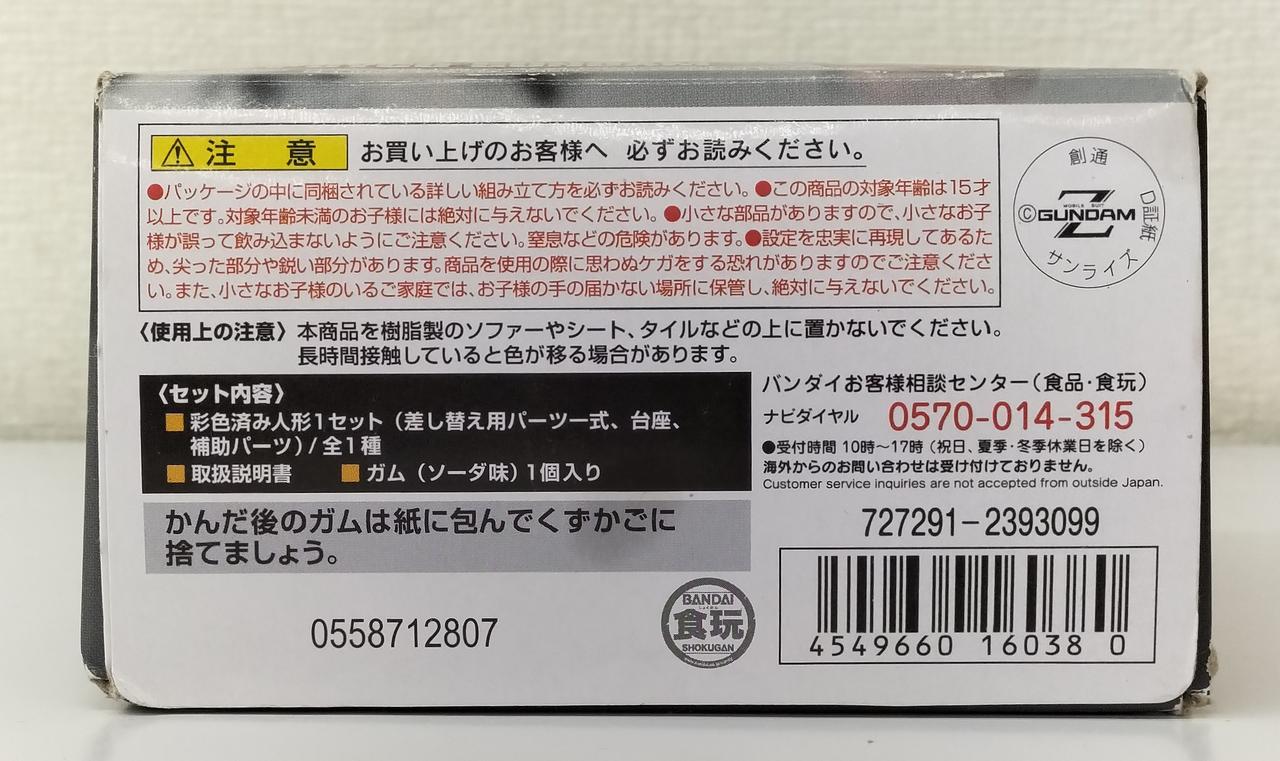 注 意 お買い上げのお客様へ 必ずお読みください。
●パッケージの中に同梱されている詳しい組み立て方を必ずお読みください。●この商品の対象年齢は15才
以上です。対象年齢未満のお子様には絶対に与えないでください。●小さな部品がありますので、小さなお子
様が誤って飲み込まないようにご注意ください。窒息などの危険があります。●設定を忠実に再現してあるた
め、尖った部分や鋭い部分があります。商品を使用の際に思わぬケガをする恐れがありますのでご注意くださ
い。また、小さなお子様のいるご家庭では、お子様の手の届かない場所に保管し、絶対に与えないでください。
創通
MOBILE SUIT
©GUNDAM
Z
サンライズ
D証紙
〈使用上の注意〉本商品を樹脂製のソファーやシート、タイルなどの上に置かないでください。
長時間接触していると色が移る場合があります。
〈セット内容〉
彩色済み人形1セット（差し替え用パーツ一式、台座、
補助パーツ）/ 全1種
取扱説明書 ガム（ソーダ味）1個入り
かんだ後のガムは紙に包んでくずかごに
捨てましょう。
0558712807
BANDAI
しょくがん
食玩
SHOKUGAN
バンダイお客様相談センター（食品・食玩）
ナビダイヤル 0570-014-315
●受付時間 10時～17時（祝日、夏季・冬季休業日を除く）
海外からのお問い合わせは受け付けておりません。
Customer service inquiries are not accepted from outside Japan.
727291-2393099
4549660 16038 0